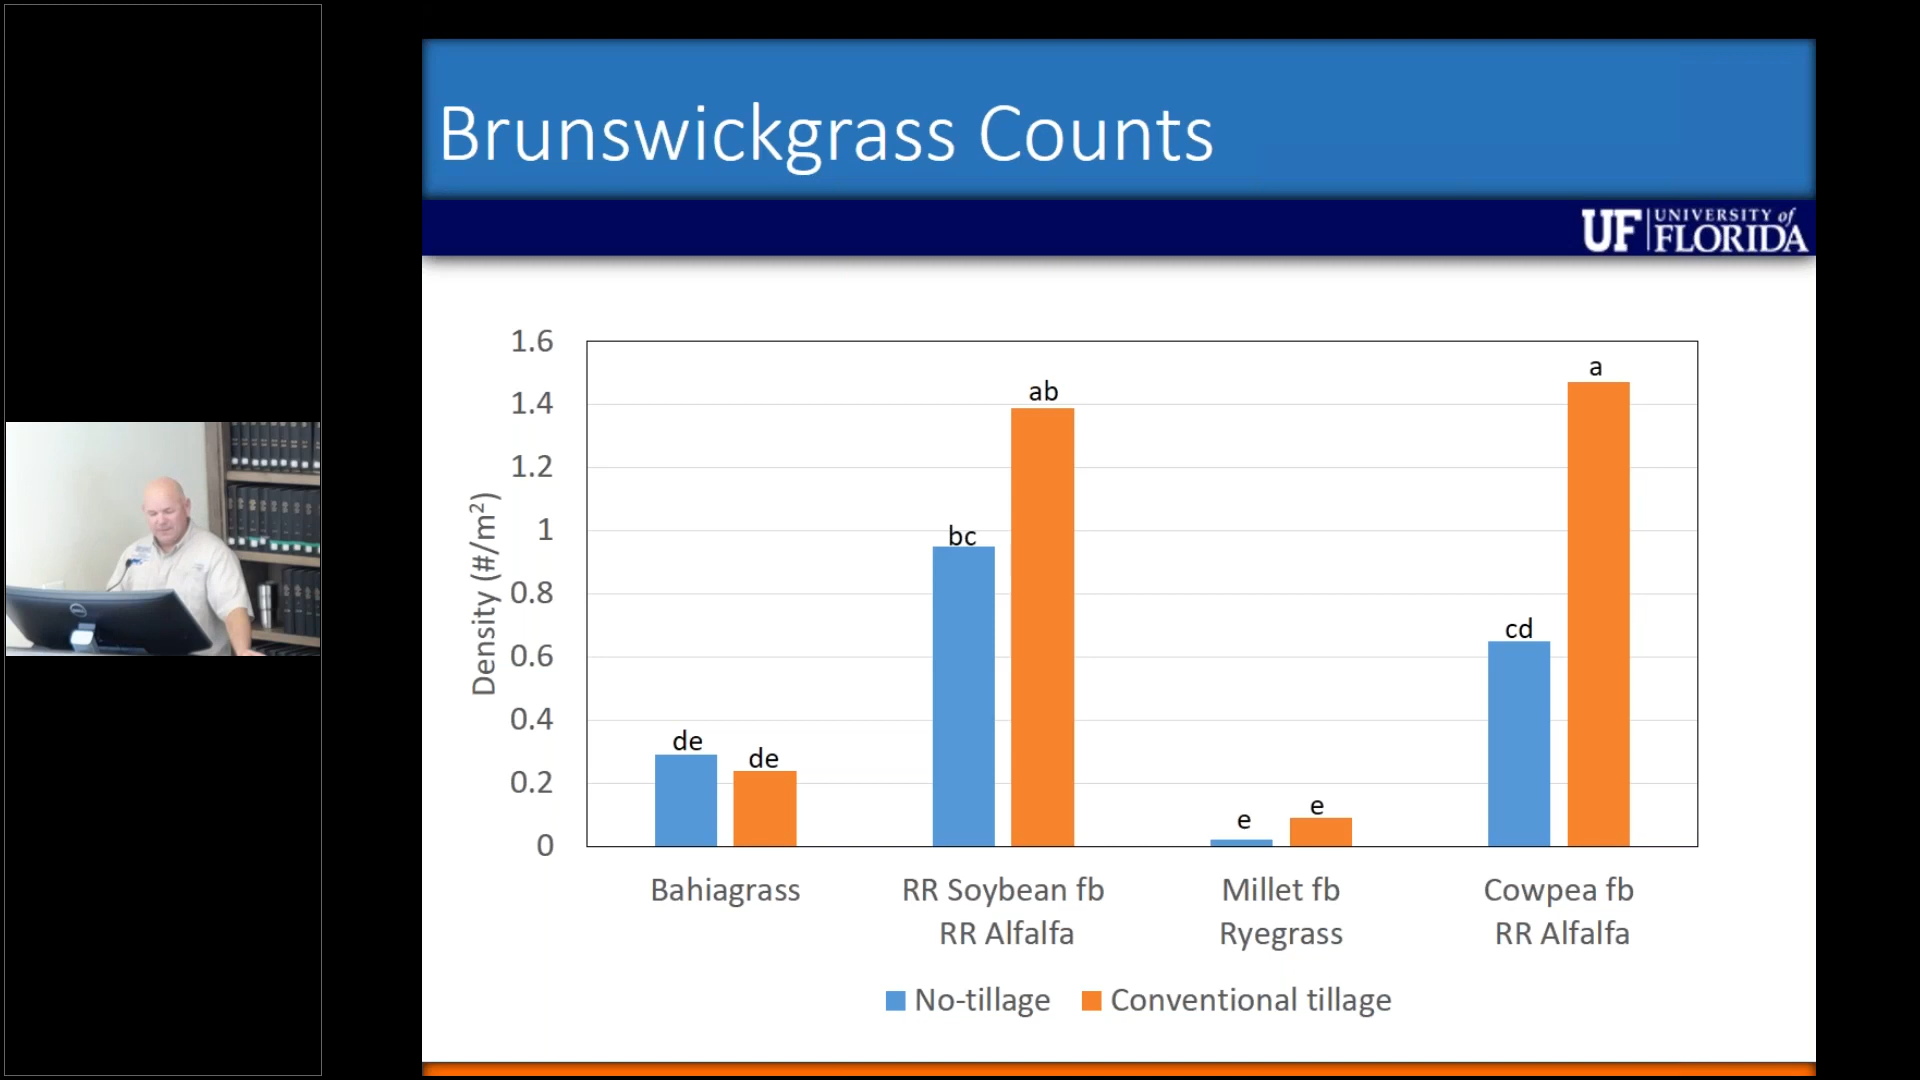 Brunswickgrass Counts
UF UNIVERSITY of
FLORIDA
1.6
1.4
1.2
1
0.8
0.6
0.4
0.2
0
Density (#/m²)
de
de
bc
ab
e
e
cd
a
Bahiagrass
RR Soybean fb
RR Alfalfa
Millet fb
Ryegrass
Cowpea fb
RR Alfalfa
No-tillage
Conventional tillage